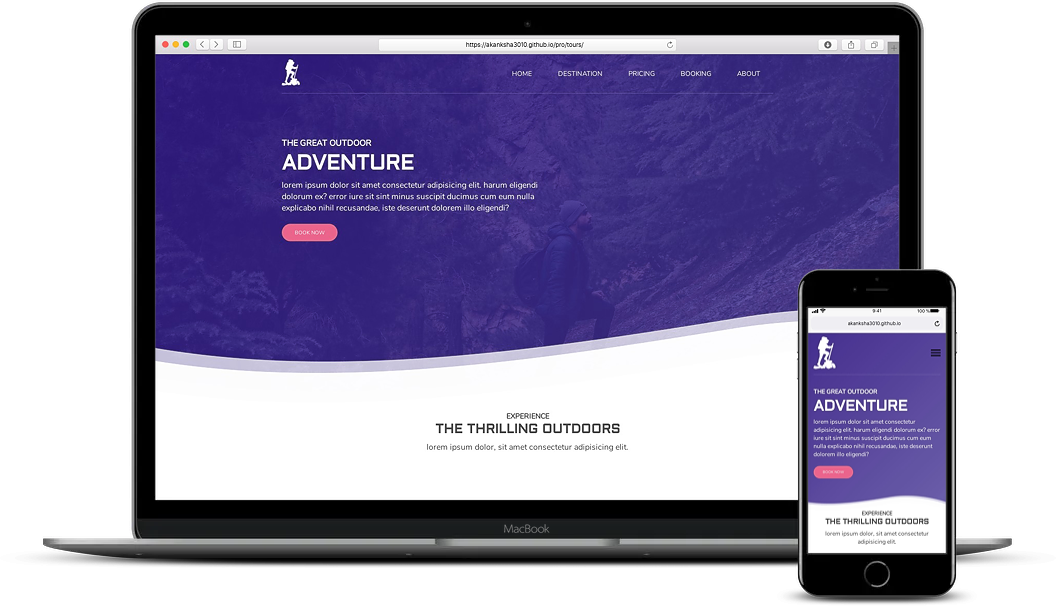 https://akanksha3010.github.io/pro/tours/
HOME DESTINATION PRICING BOOKING ABOUT
THE GREAT OUTDOOR
ADVENTURE
lorem ipsum dolor sit amet consectetur adipisicing elit. harum eligendi
dolorum ex? error iure sit sint minus suscipit ducimus cum eum nulla
explicabo nihil recusandae, iste deserunt dolorem illo eligendi?
BOOK NOW
EXPERIENCE
THE THRILLING OUTDOORS
lorem ipsum dolor, sit amet consectetur adipisicing elit.
MacBook
9:41 100 %
akanksha3010.github.io
THE GREAT OUTDOOR
ADVENTURE
lorem ipsum dolor sit amet consectetur
adipisicing elit. harum eligendi dolorum ex? error
iure sit sint minus suscipit ducimus cum eum
nulla explicabo nihil recusandae, iste deserunt
dolorem illo eligendi?
BOOK NOW
EXPERIENCE
THE THRILLING OUTDOORS
lorem ipsum dolor, sit amet consectetur
adipisicing elit.